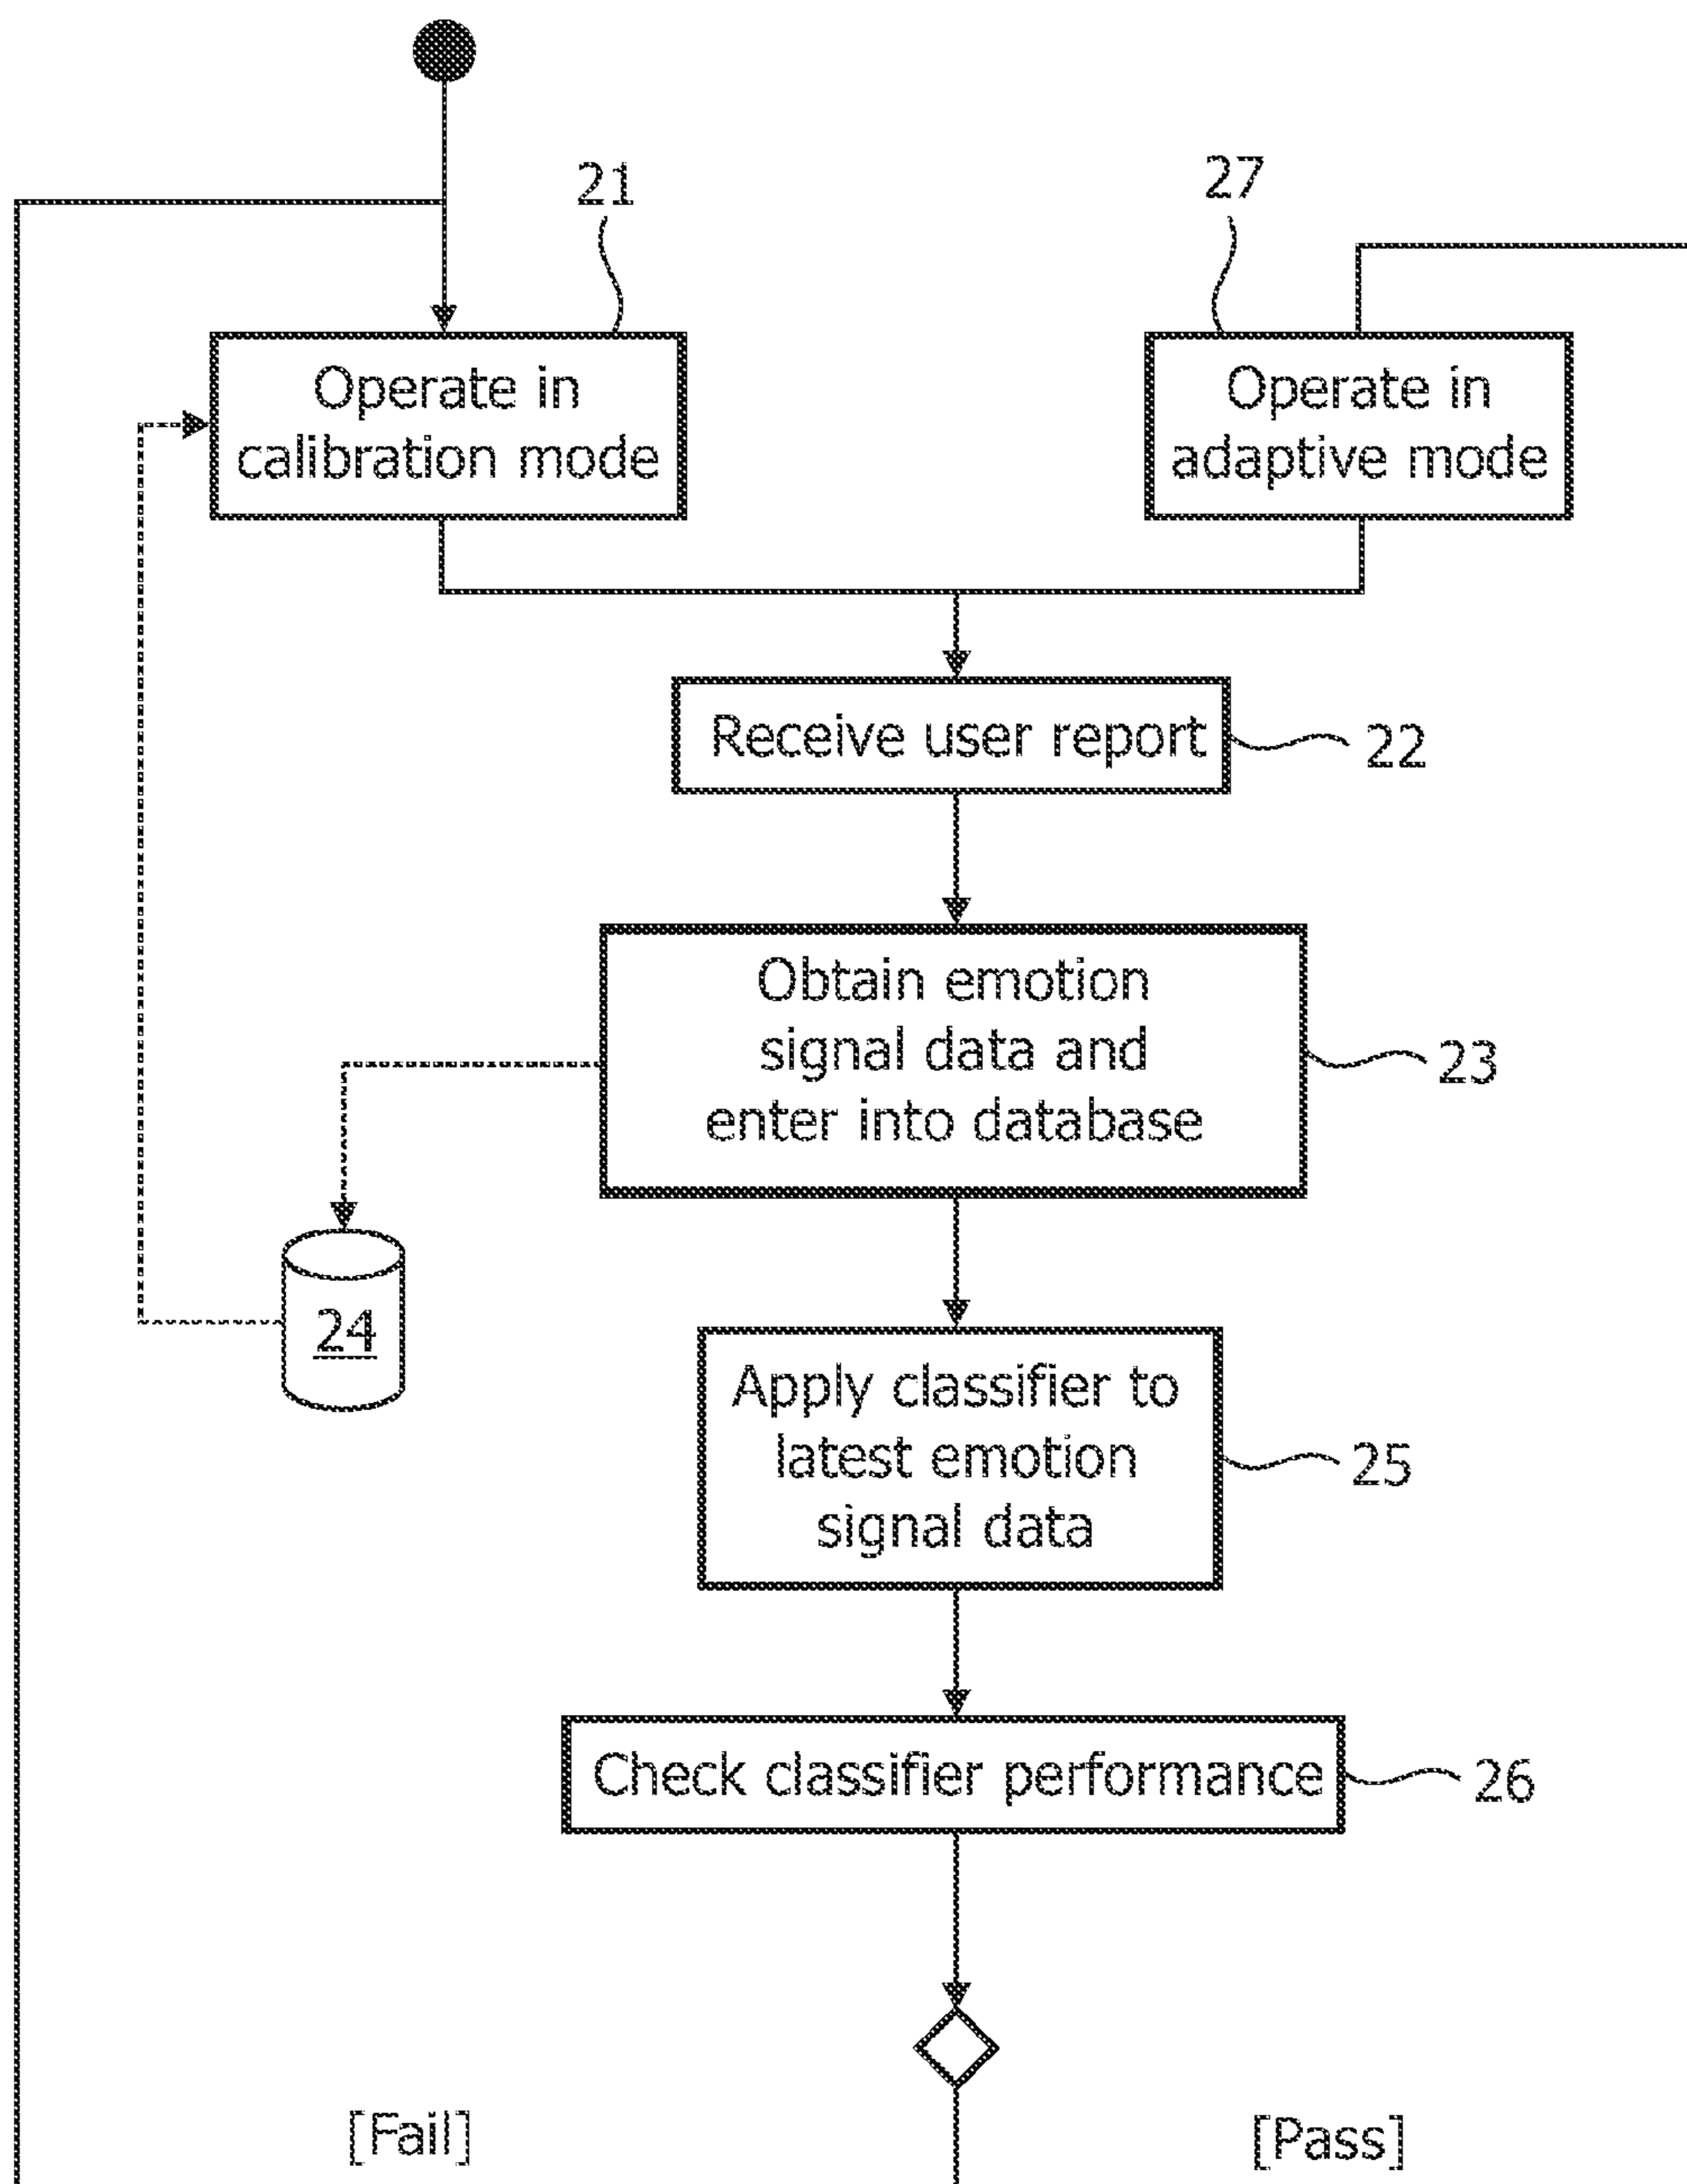 21
27
Operate in
calibration mode
Operate in
adaptive mode
Receive user report
22
Obtain emotion
signal data and
enter into database
23
24
Apply classifier to
latest emotion
signal data
25
Check classifier performance
26
[Fail]
[Pass]